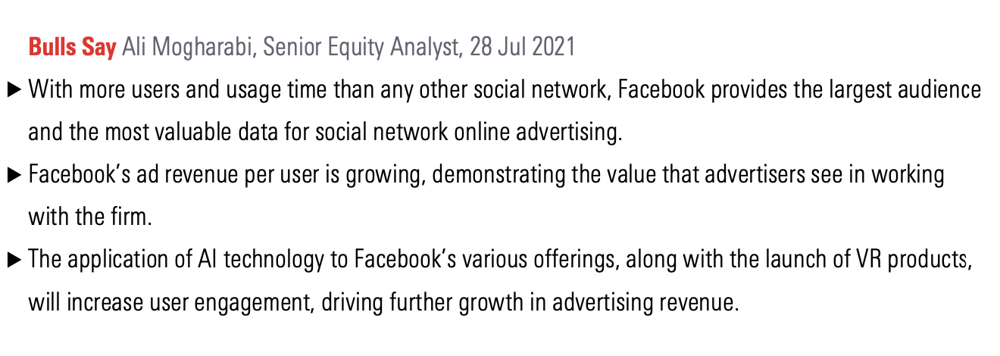 Bulls Say Ali Mogharabi, Senior Equity Analyst, 28 Jul 2021
▶ With more users and usage time than any other social network, Facebook provides the largest audience
and the most valuable data for social network online advertising.
▶ Facebook’s ad revenue per user is growing, demonstrating the value that advertisers see in working
with the firm.
▶ The application of AI technology to Facebook’s various offerings, along with the launch of VR products,
will increase user engagement, driving further growth in advertising revenue.